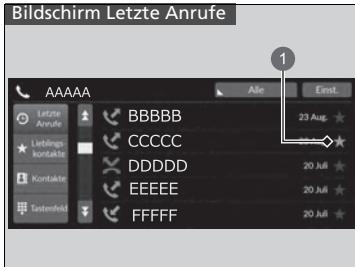 Bildschirm Letzte Anrufe
1
AAAAA
Alle
Einst.
Letzte
Anrufe
BBBBB
23 Aug.
Lieblings-
kontakte
CCCCC
DDDDD
20 Juli
Kontakte
EEEEE
20 Juli
Tastenfeld
FFFFF
20 Juli